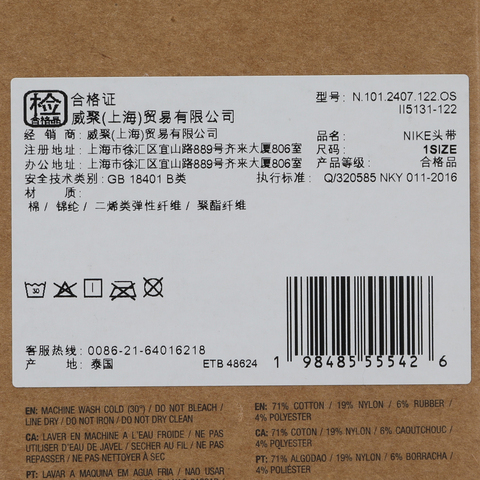 检
合格品
合格证
威聚(上海)贸易有限公司
型号: N.101.2407.122.OS
II5131-122
经 销 商: 威聚(上海)贸易有限公司
品名: NIKE头带
注册地址: 上海市徐汇区宜山路889号齐来大厦806室
尺码: 1SIZE
办公地址: 上海市徐汇区宜山路889号齐来大厦806室
产品等级: 合格品
安全技术类别: GB 18401 B类
执行标准: Q/320585 NKY 011-2016
材 质:
棉 / 锦纶 / 二烯类弹性纤维 / 聚酯纤维
30
客服热线: 0086-21-64016218
产 地: 泰国
ETB 48624
1 98485 55542 6
EN: MACHINE WASH COLD (30°) / DO NOT BLEACH /
LINE DRY / DO NOT IRON / DO NOT DRY CLEAN
CA: LAVER EN MACHINE A L'EAU FROIDE / NE PAS
UTILISER D'EAU DE JAVEL / SECHER AU FIL / NE PAS
REPASSER / NE PAS NETTOYER À SEC
PT: LAVAR A MAQUINA EM AGUA FRIA / NAO USAR
EN: 71% COTTON / 19% NYLON / 6% RUBBER /
4% POLYESTER
CA: 71% COTON / 19% NYLON / 6% CAOUTCHOUC /
4% POLYESTER
PT: 71% ALGODAO / 19% NYLON / 6% BORRACHA /
4% POLIÉSTER